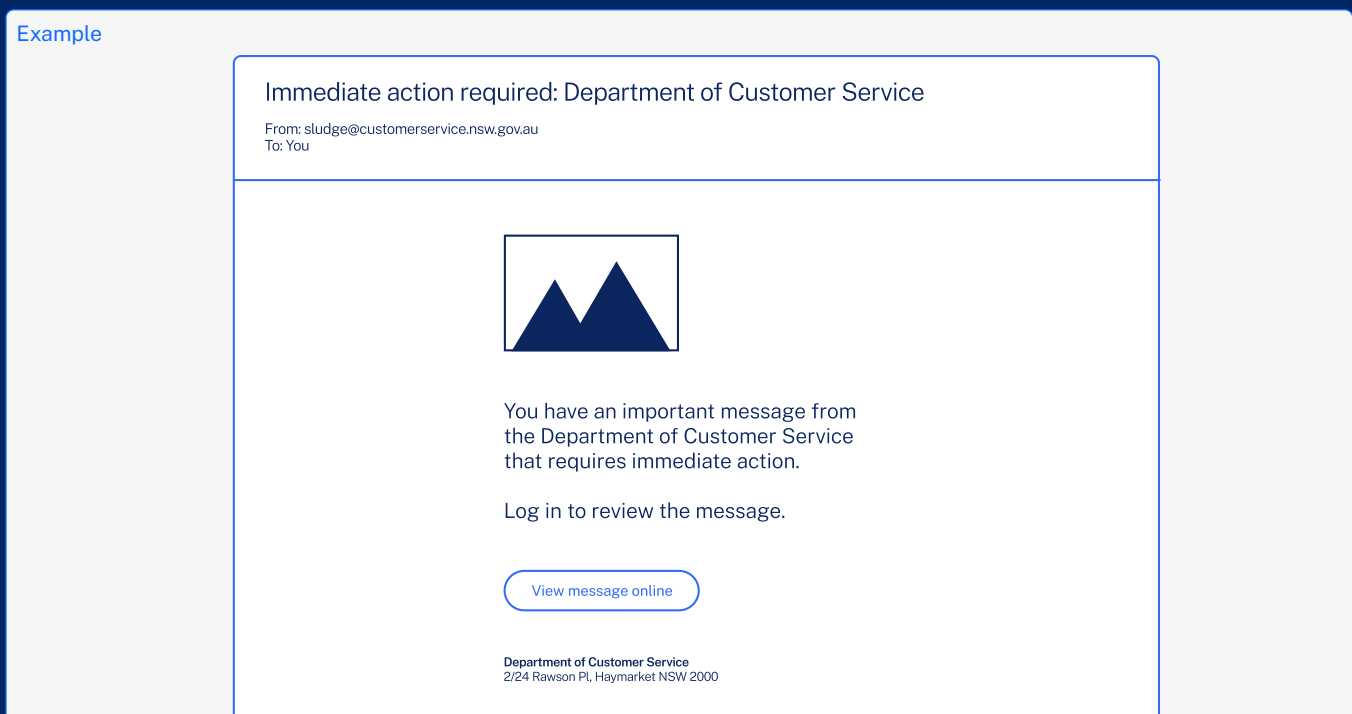 Example
Immediate action required: Department of Customer Service
From: sludge@customerservice.nsw.gov.au
To: You
You have an important message from
the Department of Customer Service
that requires immediate action.
Log in to review the message.
View message online
Department of Customer Service
2/24 Rawson Pl, Haymarket NSW 2000